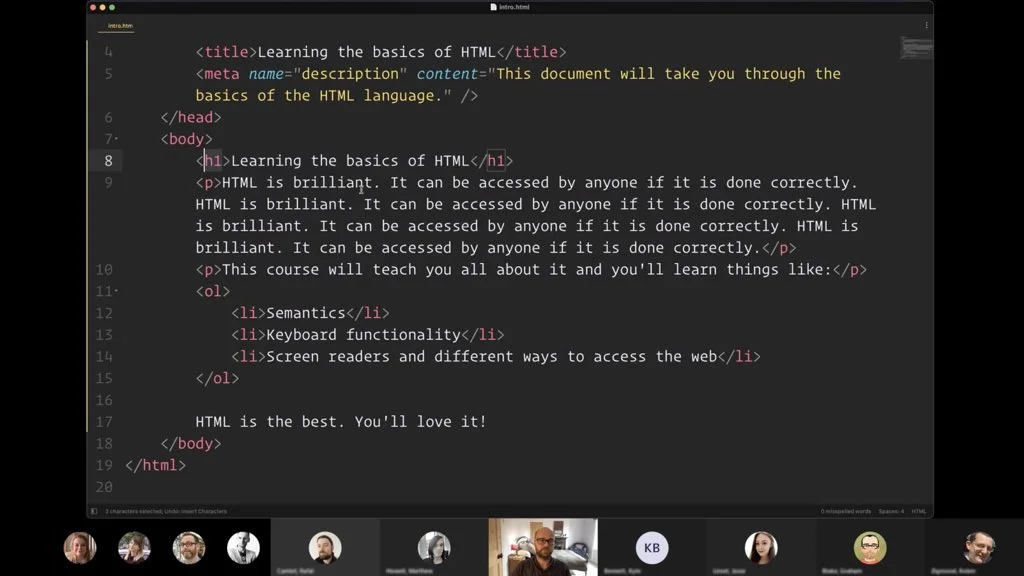 intro.html
intro.htm
4 <title>Learning the basics of HTML</title>
5 <meta name="description" content="This document will take you through the
basics of the HTML language." />
6 </head>
7 <body>
8 <h1>Learning the basics of HTML</h1>
9 <p>HTML is brilliant. It can be accessed by anyone if it is done correctly.
HTML is brilliant. It can be accessed by anyone if it is done correctly. HTML
is brilliant. It can be accessed by anyone if it is done correctly. HTML is
brilliant. It can be accessed by anyone if it is done correctly.</p>
10 <p>This course will teach you all about it and you'll learn things like:</p>
11 <ol>
12 <li>Semantics</li>
13 <li>Keyboard functionality</li>
14 <li>Screen readers and different ways to access the web</li>
15 </ol>
16
17 HTML is the best. You'll love it!
18 </body>
19 </html>
20
2 characters selected; Undo: Insert Characters 0 misspelled words Spaces: 4 HTML
KB